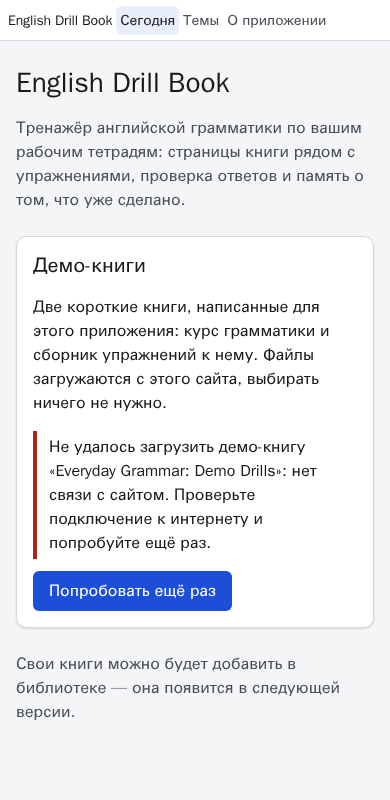 English Drill Book Сегодня Темы О приложении
English Drill Book
Тренажёр английской грамматики по вашим
рабочим тетрадям: страницы книги рядом с
упражнениями, проверка ответов и память о
том, что уже сделано.
Демо-книги
Две короткие книги, написанные для
этого приложения: курс грамматики и
сборник упражнений к нему. Файлы
загружаются с этого сайта, выбирать
ничего не нужно.
Не удалось загрузить демо-книгу
«Everyday Grammar: Demo Drills»: нет
связи с сайтом. Проверьте
подключение к интернету и
попробуйте ещё раз.
Попробовать ещё раз
Свои книги можно будет добавить в
библиотеке — она появится в следующей
версии.